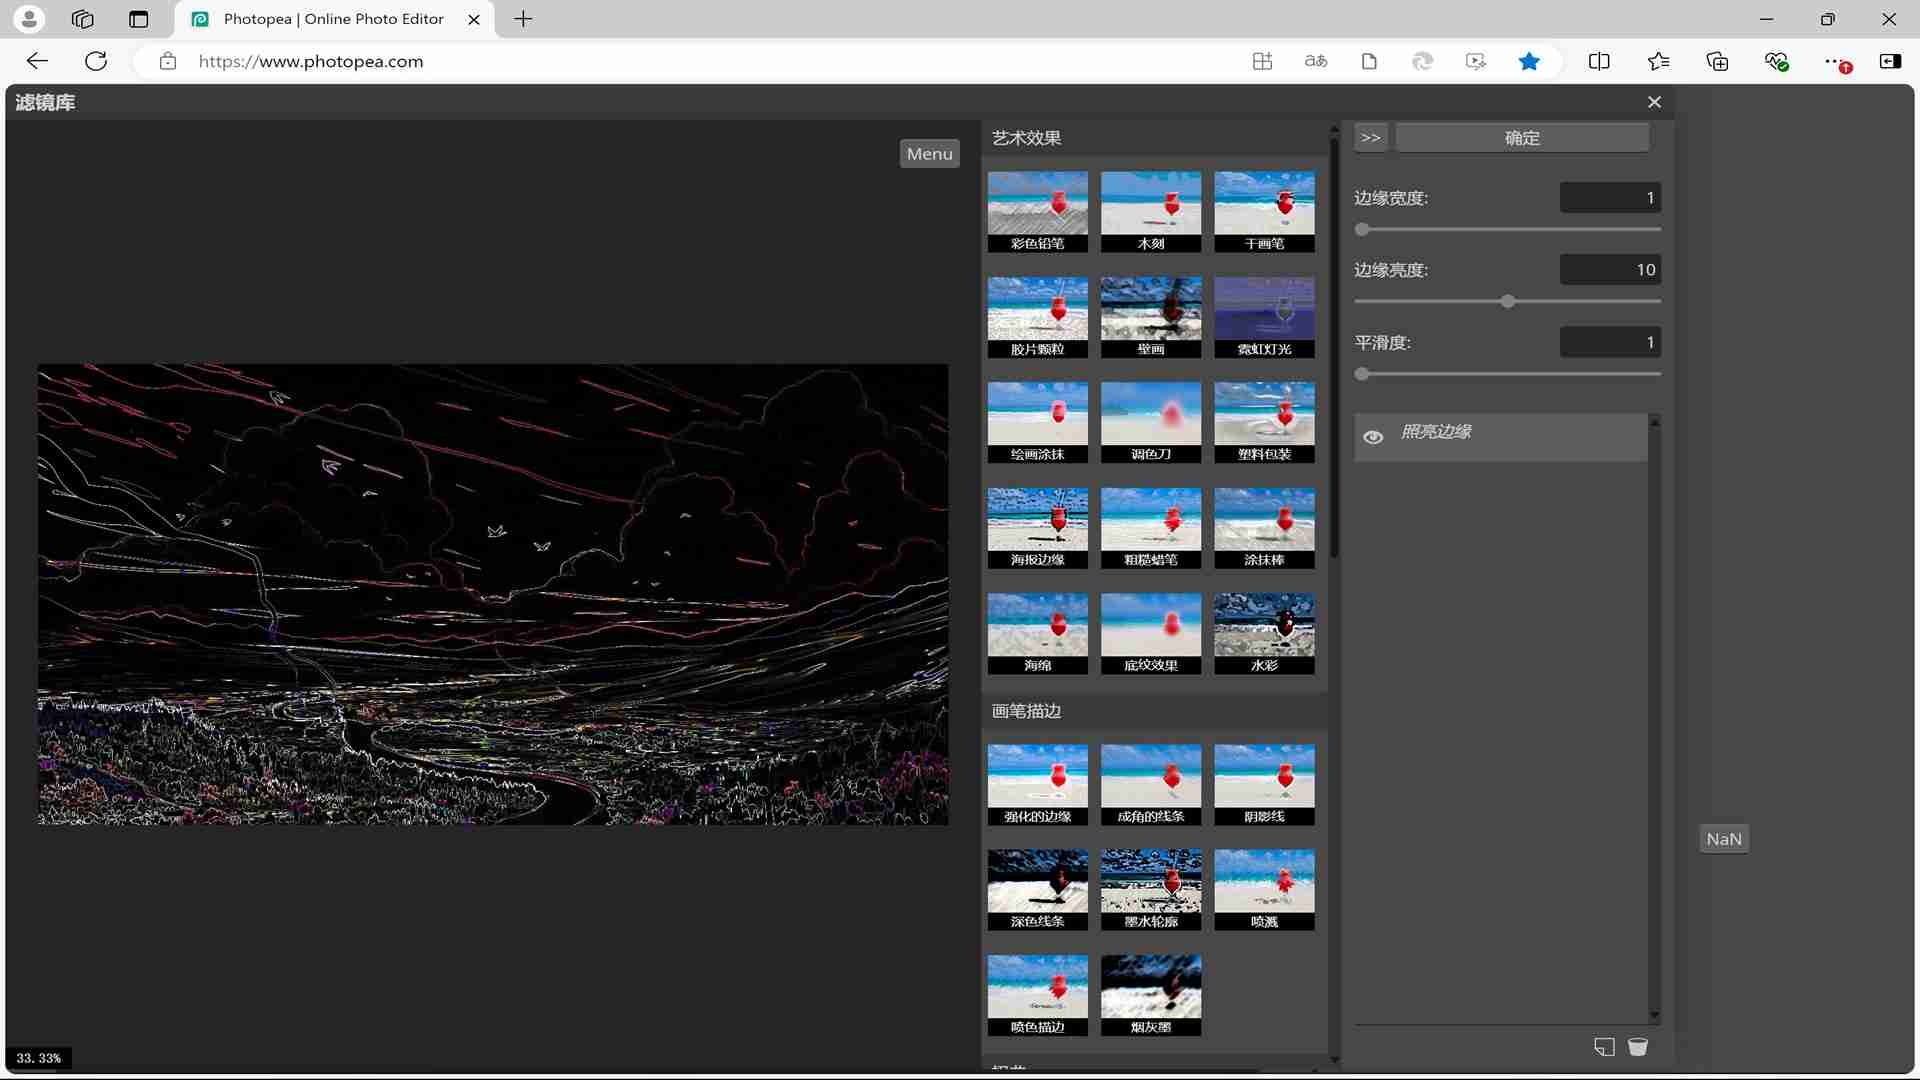 Photopea | Online Photo Editor
https://www.photopea.com
滤镜库
Menu
艺术效果
彩色铅笔
木刻
干画笔
胶片颗粒
壁画
霓虹灯光
绘画涂抹
调色刀
塑料包装
海报边缘
粗糙蜡笔
涂抹棒
海绵
底纹效果
水彩
画笔描边
强化的边缘
成角的线条
阴影线
深色线条
墨水轮廓
喷溅
喷色描边
烟灰墨
>>
确定
边缘宽度:
1
边缘亮度:
10
平滑度:
1
照亮边缘
NaN
33.33%